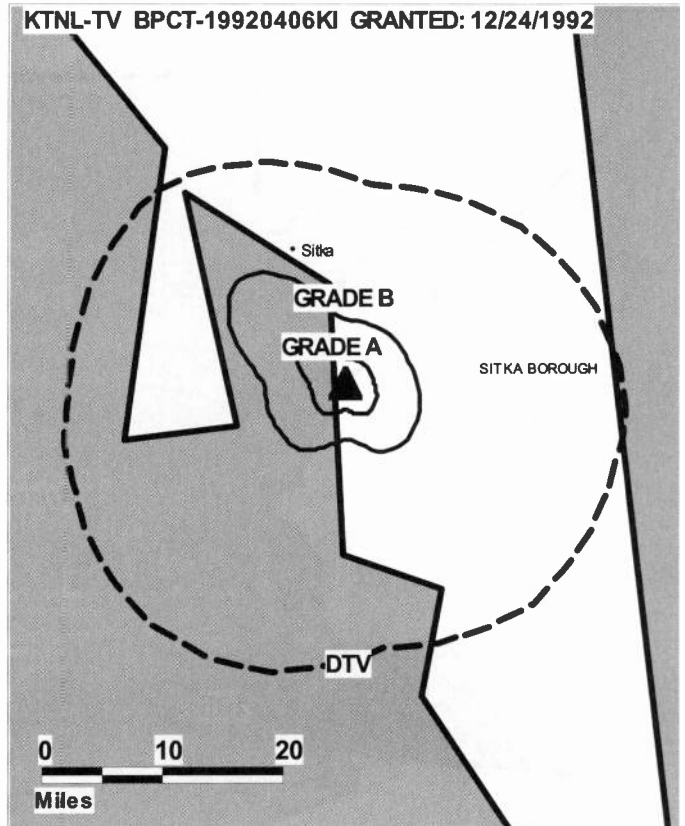 KTNL-TV BPCT-19920406KI GRANTED: 12/24/1992
Sitka
GRADE B
GRADE A
SITKA BOROUGH
DTV
0 10 20
Miles